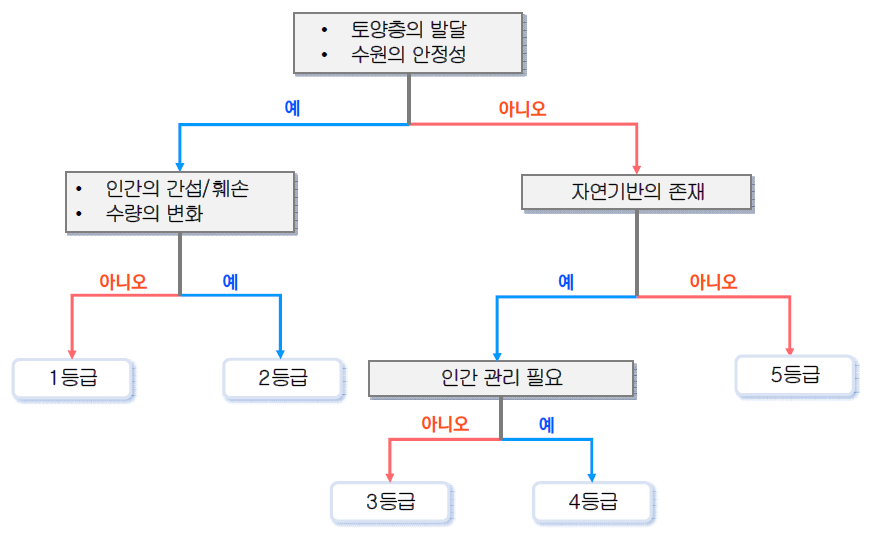 • 토양층의 발달
• 수원의 안정성
예
아니오
• 인간의 간섭/훼손
• 수량의 변화
자연기반의 존재
아니오
예
예
아니오
1등급
2등급
인간 관리 필요
5등급
아니오
예
3등급
4등급